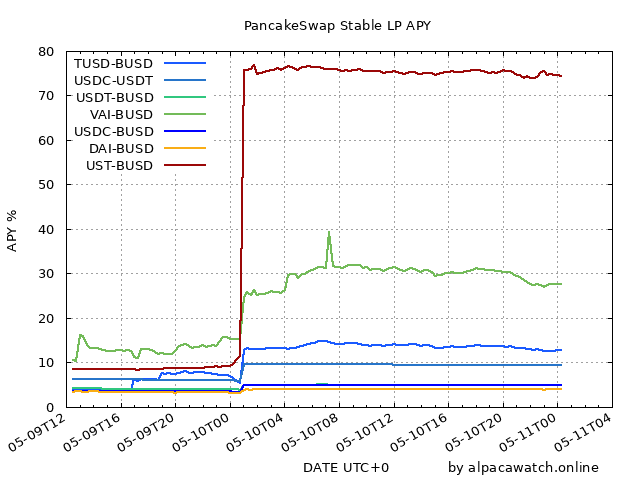 PancakeSwap Stable LP APY
80
70
60
50
40
30
20
10
0
APY %
TUSD-BUSD
USDC-USDT
USDT-BUSD
VAI-BUSD
USDC-BUSD
DAI-BUSD
UST-BUSD
05-09T12
05-09T16
05-09T20
05-10T00
05-10T04
05-10T08
05-10T12
05-10T16
05-10T20
05-11T00
05-11T04
DATE UTC+0
by alpacawatch.online